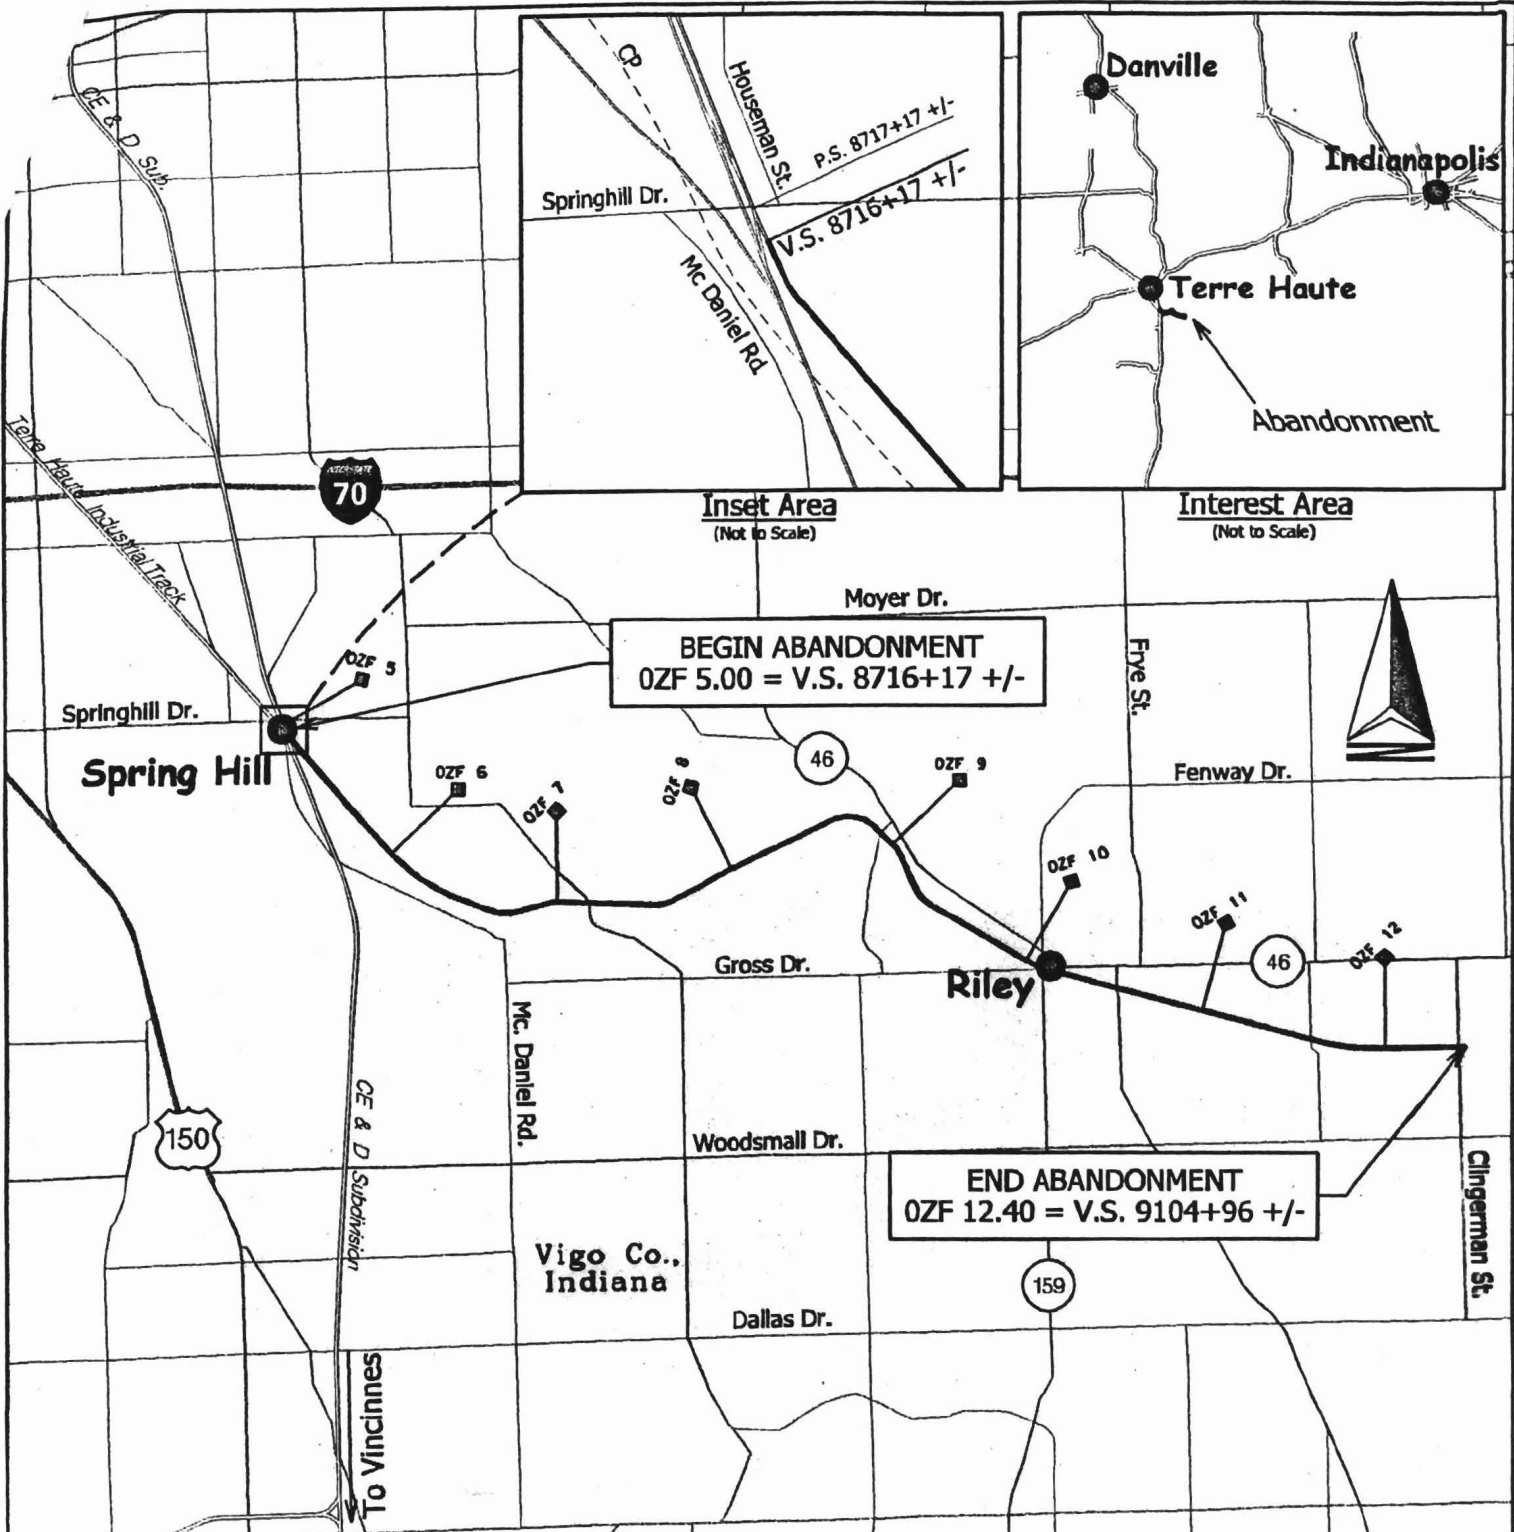 CE & D Sub.
CP
Houseman St.
P.S. 8717+17 +/-
V.S. 8716+17 +/-
Springhill Dr.
Mc Daniel Rd.
Inset Area
(Not to Scale)
Danville
Indianapolis
Terre Haute
Abandonment
Interest Area
(Not to Scale)
Terre Haute Industrial Track
INTERSTATE
70
Moyer Dr.
BEGIN ABANDONMENT
0ZF 5.00 = V.S. 8716+17 +/-
Frye St.
0ZF 5
Springhill Dr.
Spring Hill
0ZF 6
0ZF 7
0ZF 8
46
0ZF 9
Fenway Dr.
0ZF 10
0ZF 11
0ZF 12
46
Gross Dr.
Riley
Mc. Daniel Rd.
CE & D Subdivision
150
Woodsmall Dr.
END ABANDONMENT
0ZF 12.40 = V.S. 9104+96 +/-
Clingerman St.
Vigo Co.,
Indiana
159
Dallas Dr.
To Vincinnes